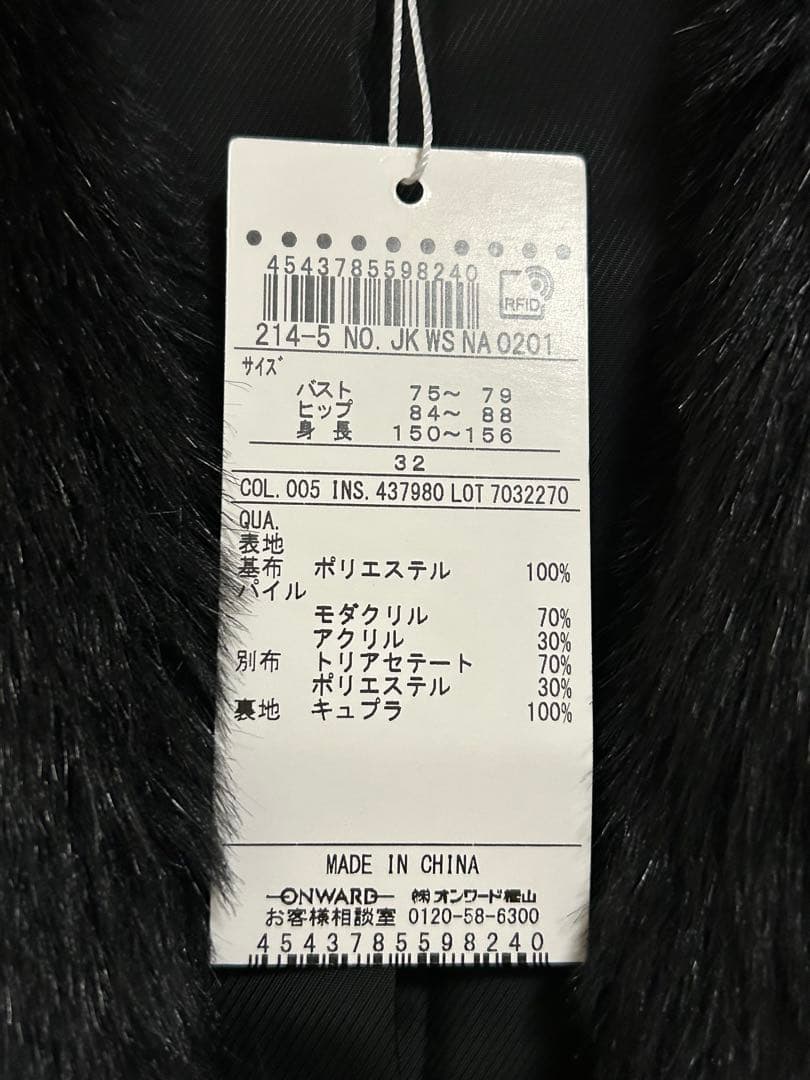 4543785598240
RFID
214-5 NO. JKWSNA0201
サイズ
バスト 75〜 79
ヒップ 84〜 88
身 長 150〜156
32
COL. 005 INS. 437980 LOT 7032270
QUA.
表地
基布 ポリエステル 100%
パイル
モダクリル 70%
アクリル 30%
別布 トリアセテート 70%
ポリエステル 30%
裏地 キュプラ 100%
MADE IN CHINA
ONWARD ㈱オンワード樫山
お客様相談室 0120-58-6300
4543785598240